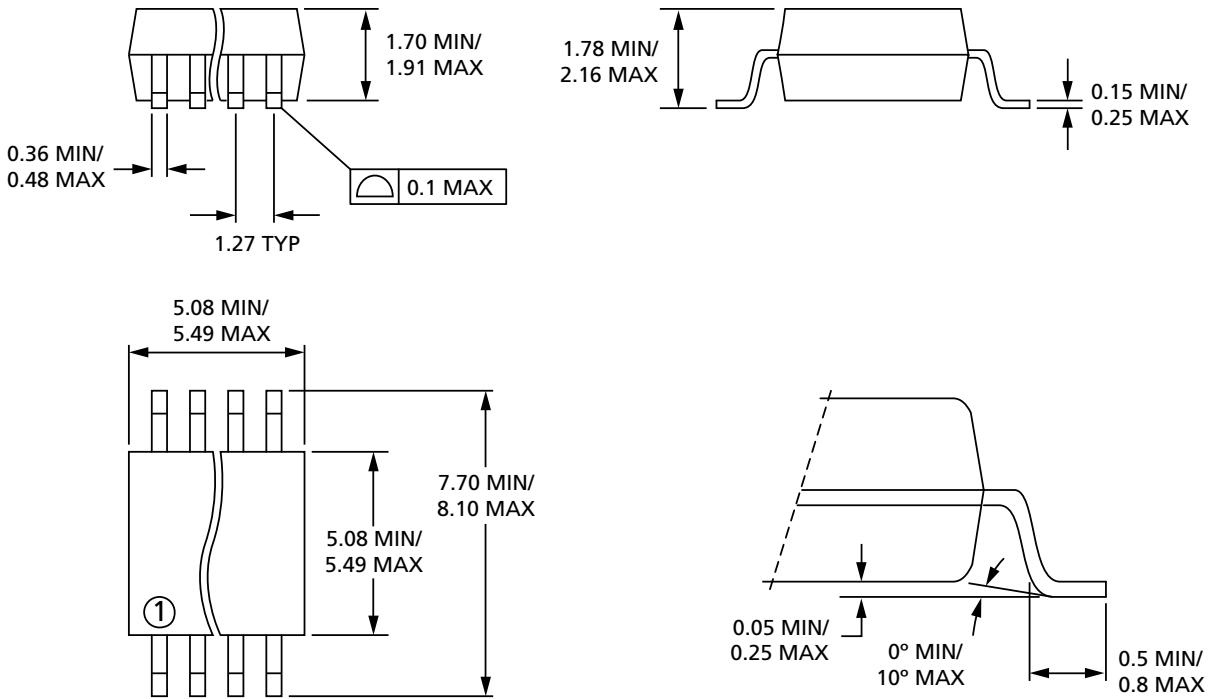 1.70 MIN/
1.91 MAX
1.78 MIN/
2.16 MAX
0.15 MIN/
0.25 MAX
0.36 MIN/
0.48 MAX
0.1 MAX
1.27 TYP
5.08 MIN/
5.49 MAX
7.70 MIN/
8.10 MAX
5.08 MIN/
5.49 MAX
1
0.05 MIN/
0.25 MAX
0º MIN/
10º MAX
0.5 MIN/
0.8 MAX